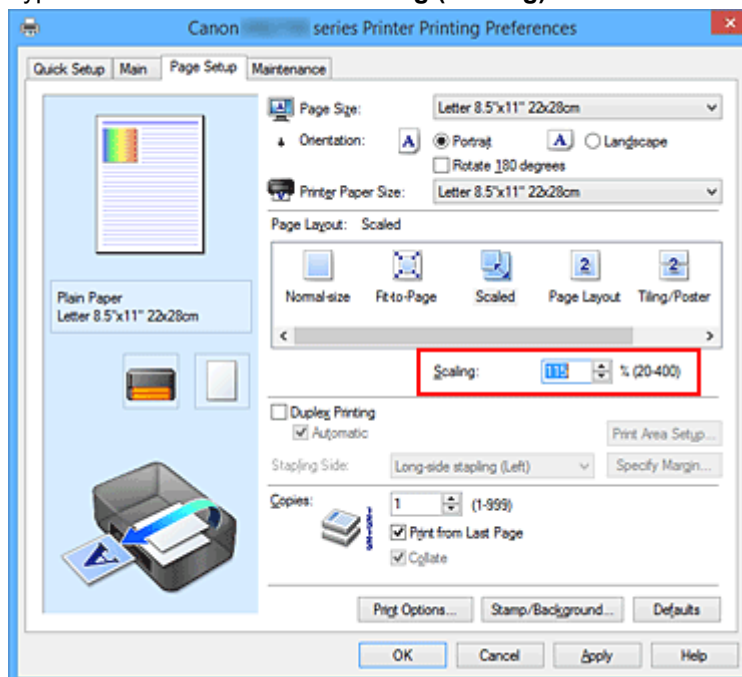 Canon series Printer Printing Preferences
Quick Setup Main Page Setup Maintenance
Page Size: Letter 8.5"x11" 22x28cm
Orientation: A Portrait A Landscape
Rotate 180 degrees
Printer Paper Size: Letter 8.5"x11" 22x28cm
Page Layout: Scaled
2 2
Normal-size Fit-to-Page Scaled Page Layout Tiling/Poster
Plain Paper
Letter 8.5"x11" 22x28cm
Scaling: 115 % (20-400)
Duplex Printing
Automatic Print Area Setup...
Stapling Side: Long-side stapling (Left) Specify Margin...
Copies: 1 (1-999)
Print from Last Page
Collate
A
Print Options... Stamp/Background... Defaults
OK Cancel Apply Help